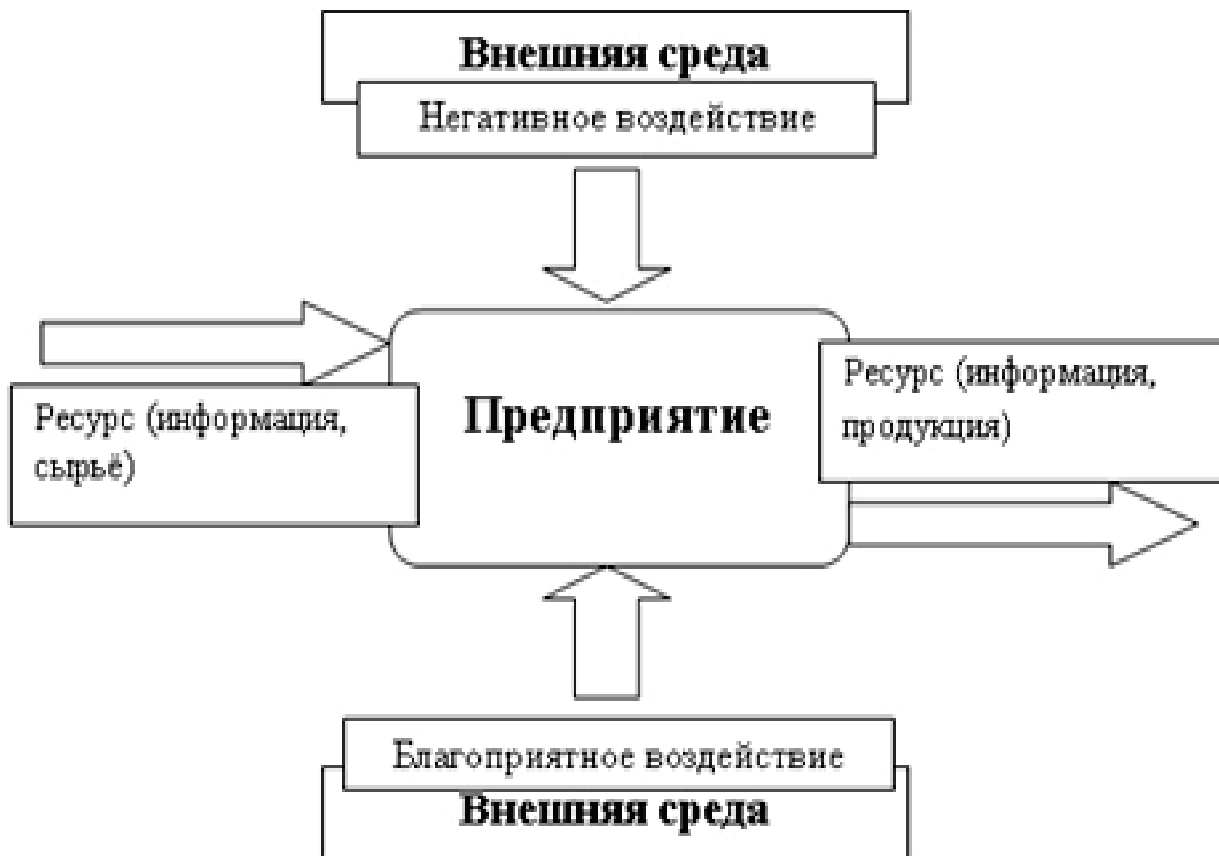 Внешняя среда
Негативное воздействие
Ресурс (информация,
сырьё)
Предприятие
Ресурс (информация,
продукция)
Благоприятное воздействие
Внешняя среда